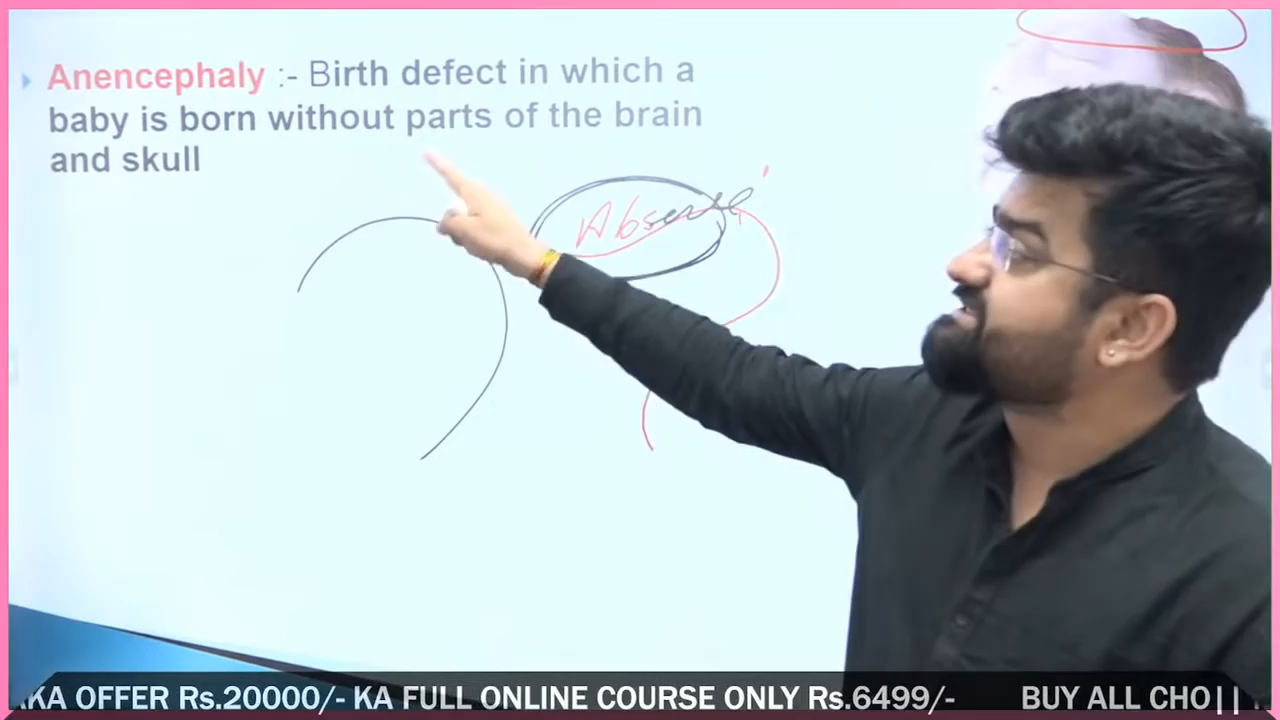 Anencephaly :- Birth defect in which a
baby is born without parts of the brain
and skull
Absense
KA OFFER Rs.20000/- KA FULL ONLINE COURSE ONLY Rs.6499/- BUY ALL CHO||